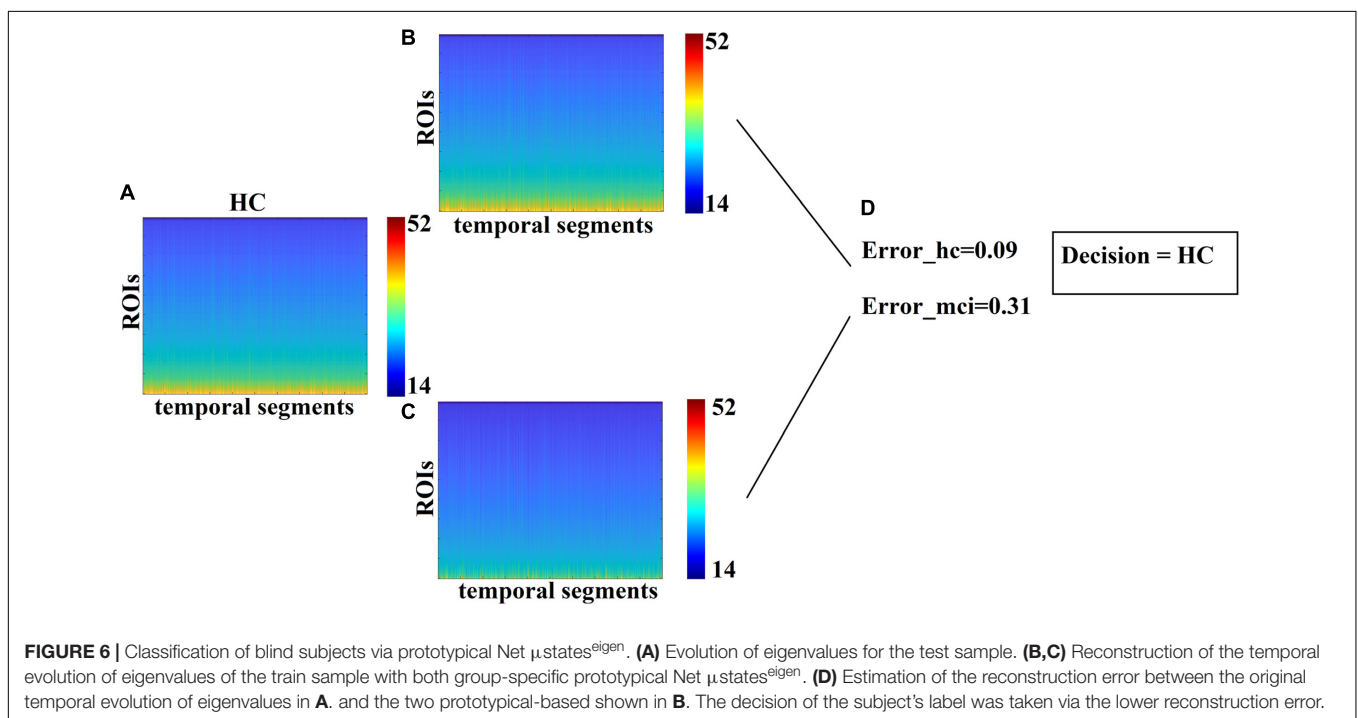 B
52
14
ROIs
temporal segments
A
HC
52
14
ROIs
temporal segments
C
52
14
ROIs
temporal segments
D
Error_hc=0.09
Error_mci=0.31
Decision = HC
FIGURE 6 | Classification of blind subjects via prototypical Net μstates^eigen. (A) Evolution of eigenvalues for the test sample. (B,C) Reconstruction of the temporal
evolution of eigenvalues of the train sample with both group-specific prototypical Net μstates^eigen. (D) Estimation of the reconstruction error between the original
temporal evolution of eigenvalues in A. and the two prototypical-based shown in B. The decision of the subject's label was taken via the lower reconstruction error.